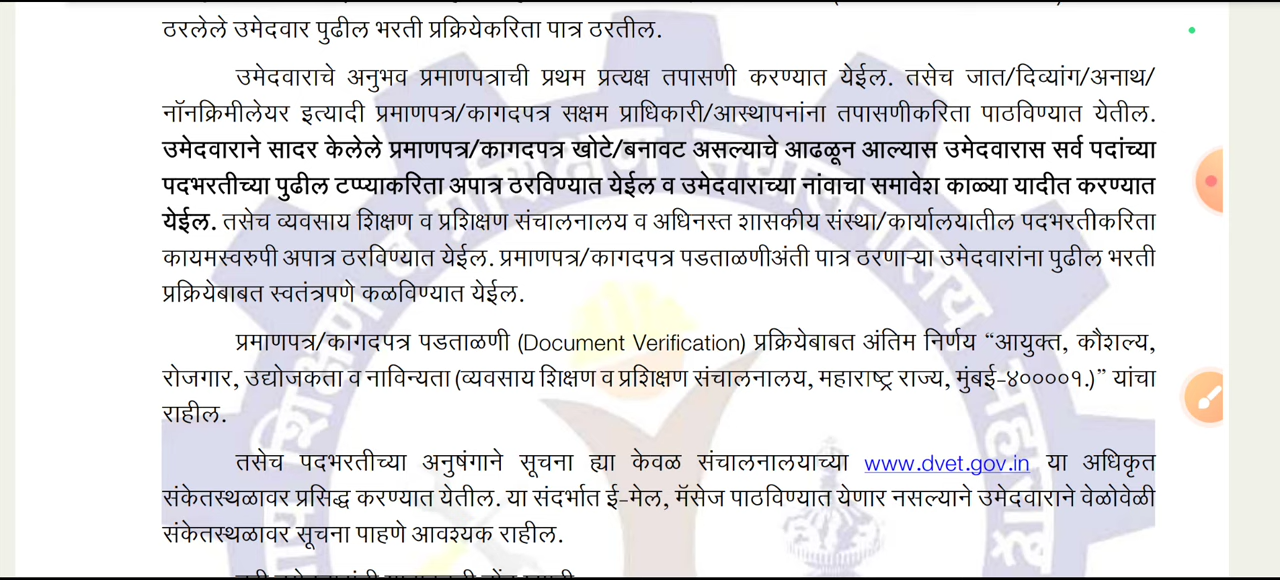 ठरलेले उमेदवार पुढील भरती प्रक्रियेकरिता पात्र ठरतील.
उमेदवाराचे अनुभव प्रमाणपत्राची प्रथम प्रत्यक्ष तपासणी करण्यात येईल. तसेच जात/दिव्यांग/अनाथ/
नॉनक्रिमीलेयर इत्यादी प्रमाणपत्र/कागदपत्र सक्षम प्राधिकारी/आस्थापनांना तपासणीकरिता पाठविण्यात येतील.
उमेदवाराने सादर केलेले प्रमाणपत्र/कागदपत्र खोटे/बनावट असल्याचे आढळून आल्यास उमेदवारास सर्व पदांच्या
पदभरतीच्या पुढील टप्प्याकरिता अपात्र ठरविण्यात येईल व उमेदवाराच्या नांवाचा समावेश काळ्या यादीत करण्यात
येईल. तसेच व्यवसाय शिक्षण व प्रशिक्षण संचालनालय व अधिनस्त शासकीय संस्था/कार्यालयातील पदभरतीकरिता
कायमस्वरुपी अपात्र ठरविण्यात येईल. प्रमाणपत्र/कागदपत्र पडताळणीअंती पात्र ठरणाऱ्या उमेदवारांना पुढील भरती
प्रक्रियेबाबत स्वतंत्रपणे कळविण्यात येईल.
प्रमाणपत्र/कागदपत्र पडताळणी (Document Verification) प्रक्रियेबाबत अंतिम निर्णय “आयुक्त, कौशल्य,
रोजगार, उद्योजकता व नाविन्यता (व्यवसाय शिक्षण व प्रशिक्षण संचालनालय, महाराष्ट्र राज्य, मुंबई-४००००१.)” यांचा
राहील.
तसेच पदभरतीच्या अनुषंगाने सूचना ह्या केवळ संचालनालयाच्या www.dvet.gov.in या अधिकृत
संकेतस्थळावर प्रसिद्ध करण्यात येतील. या संदर्भात ई-मेल, मॅसेज पाठविण्यात येणार नसल्याने उमेदवाराने वेळोवेळी
संकेतस्थळावर सूचना पाहणे आवश्यक राहील.